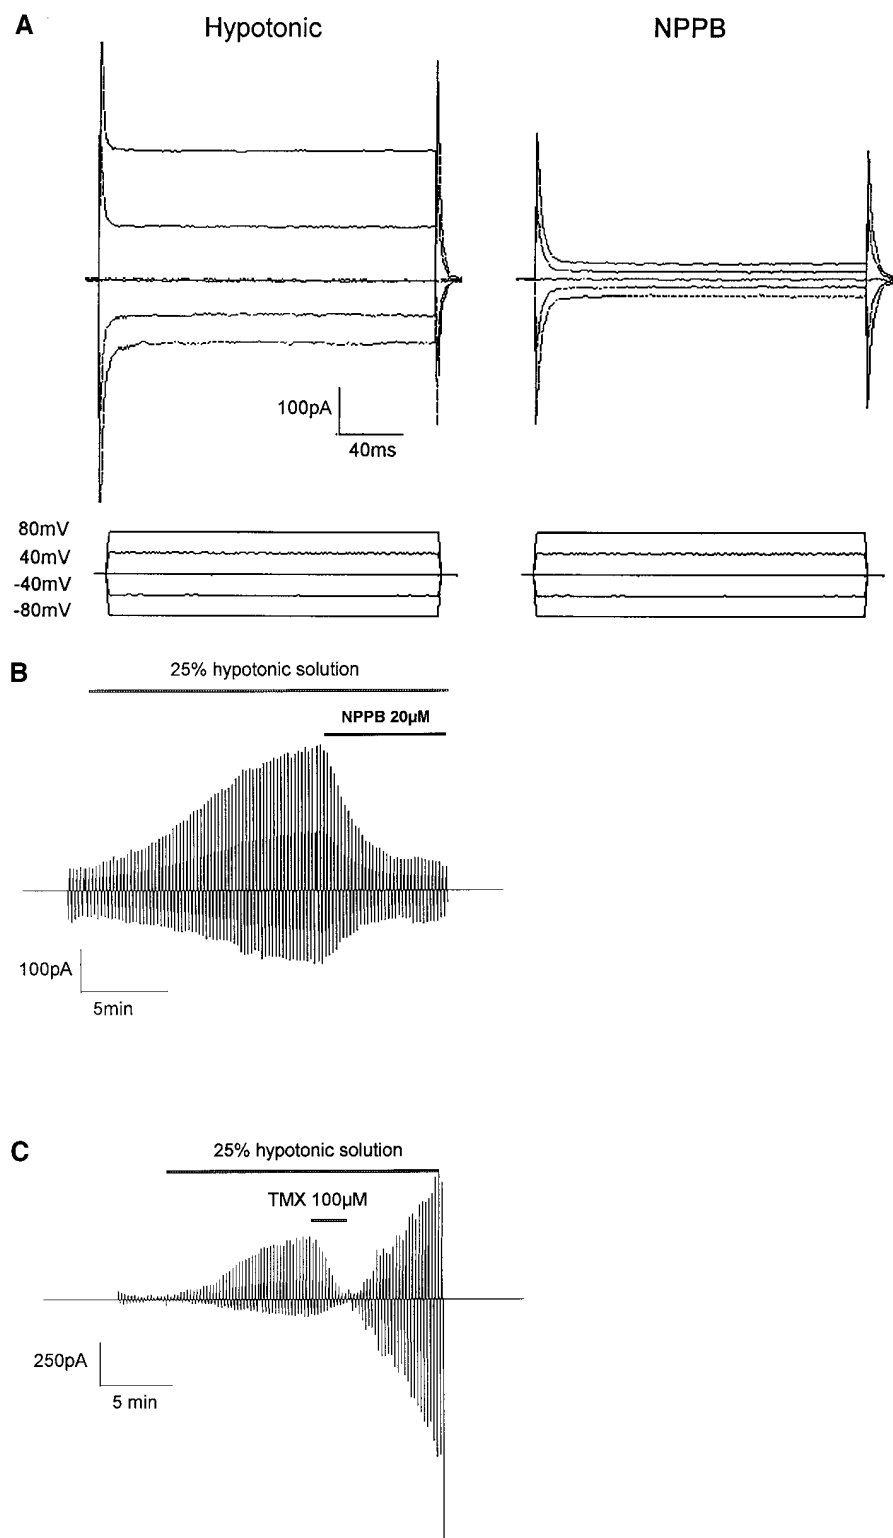 A
Hypotonic
NPPB
100pA
40ms
80mV
40mV
-40mV
-80mV
B
25% hypotonic solution
NPPB 20µM
100pA
5min
C
25% hypotonic solution
TMX 100µM
250pA
5 min